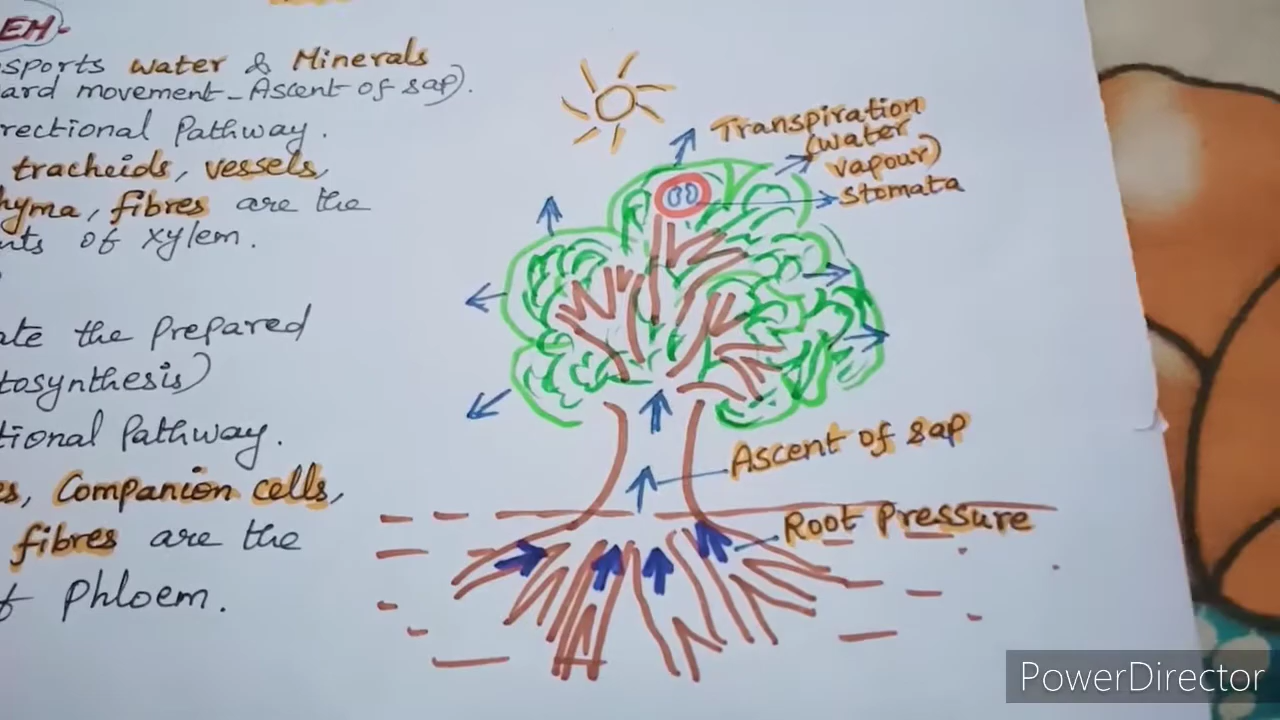 EM-
sports water & Minerals
ard movement - Ascent of sap).
rectional Pathway.
tracheids, vessels,
hyma, fibres are the
nts of xylem.
ate the prepared
tosynthesis)
tional Pathway.
es, Companion cells,
fibres are the
f Phloem.
Transpiration
(water
vapour)
stomata
Ascent of sap
Root Pressure
PowerDirector